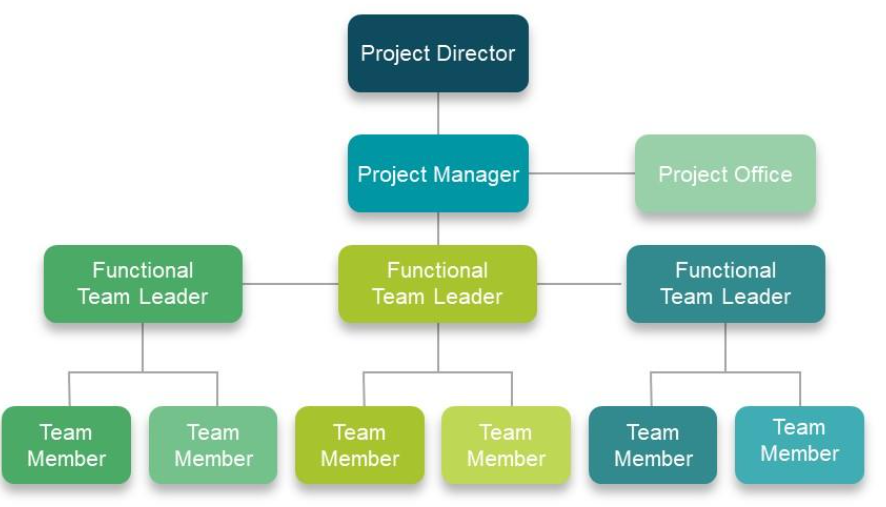 Project Director
Project Manager
Project Office
Functional
Team Leader
Functional
Team Leader
Functional
Team Leader
Team
Member
Team
Member
Team
Member
Team
Member
Team
Member
Team
Member